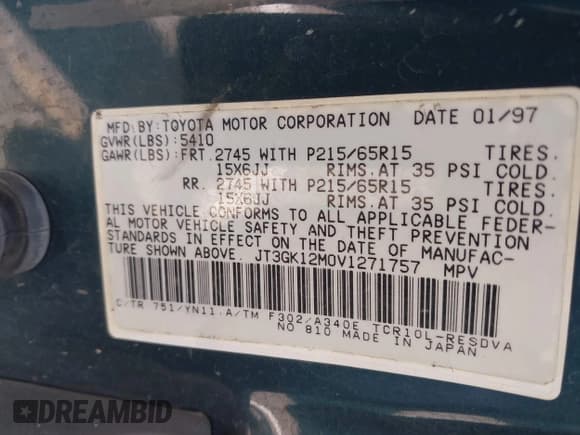 MFD.BY:TOYOTA MOTOR CORPORATION DATE 01/97
GVWR(LBS):5410
GAWR(LBS):FRT. 2745 WITH P215/65R15 TIRES.
15X6JJ RIMS.AT 35 PSI COLD.
RR. 2745 WITH P215/65R15 TIRES.
15X6JJ RIMS.AT 35 PSI COLD.
THIS VEHICLE CONFORMS TO ALL APPLICABLE FEDER-
AL MOTOR VEHICLE SAFETY AND THEFT PREVENTION
STANDARDS IN EFFECT ON THE DATE OF MANUFAC-
TURE SHOWN ABOVE. JT3GK12M0V1271757 MPV
C/TR 751/YN11.A/TM F302/A340E TCR10L-RESDVA
NO 810 MADE IN JAPAN
DREAMBID